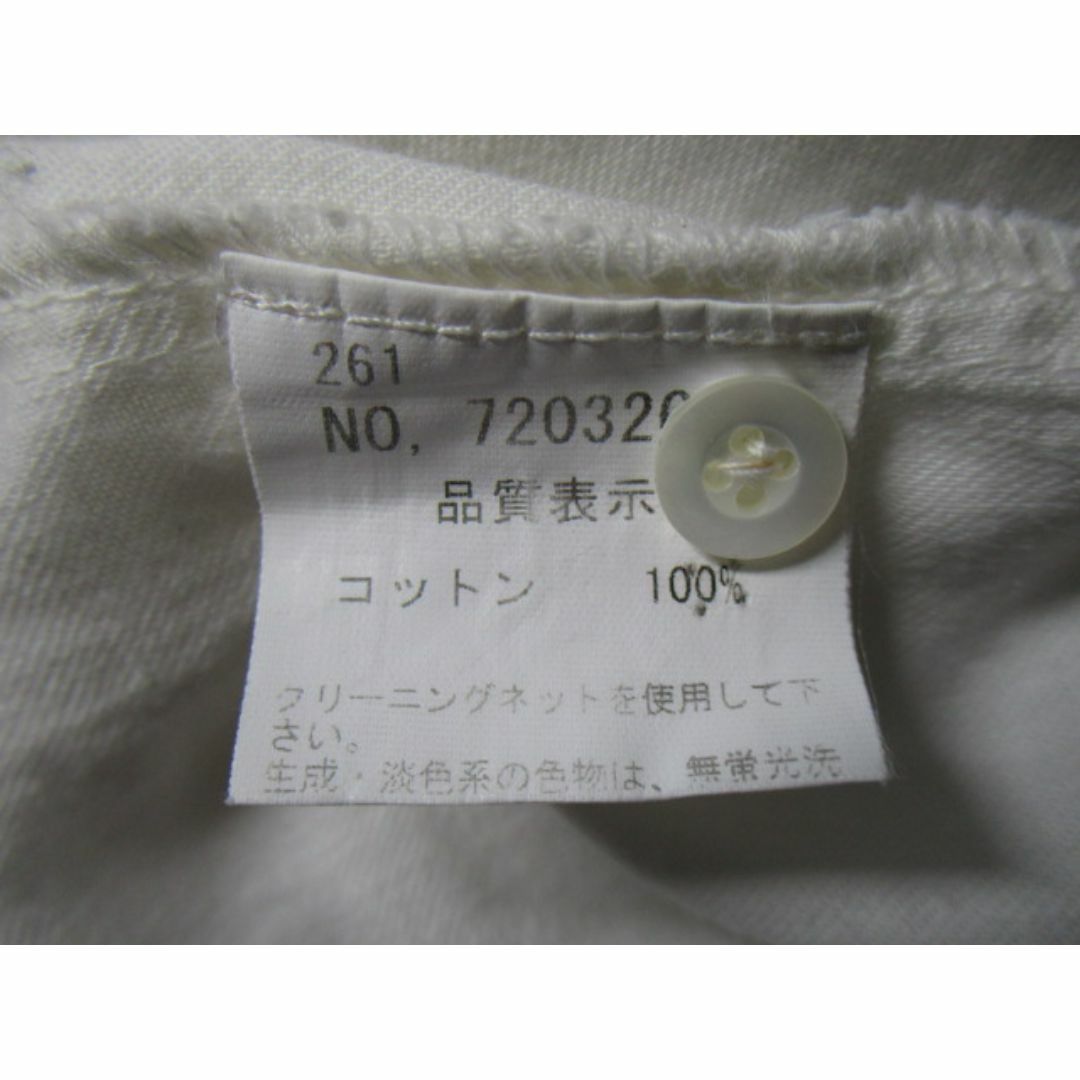 261
NO,
品質表示
コットン 100%
クリーニングネットを使用して下
さい。
生成・淡色系の色物は、無蛍光洗